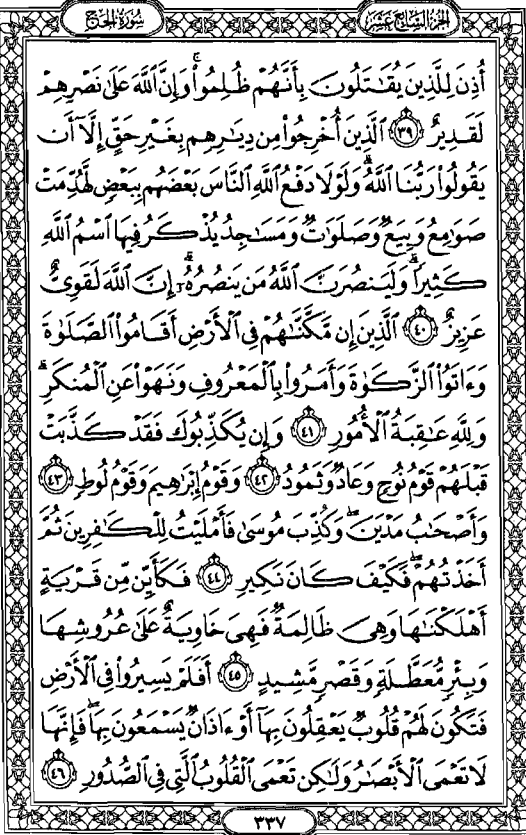 الجزء السابع عشر
سورة الحج
أُذِنَ لِلَّذِينَ يُقَٰتَلُونَ بِأَنَّهُمْ ظُلِمُوا۟ ۚ وَإِنَّ ٱللَّهَ عَلَىٰ نَصْرِهِمْ
لَقَدِيرٌ ٣٩ ٱلَّذِينَ أُخْرِجُوا۟ مِن دِيَٰرِهِم بِغَيْرِ حَقٍّ إِلَّآ أَن
يَقُولُوا۟ رَبُّنَا ٱللَّهُ ۗ وَلَوْلَا دَفْعُ ٱللَّهِ ٱلنَّاسَ بَعْضَهُم بِبَعْضٍ لَّهُدِّمَتْ
صَوَٰمِعُ وَبِيَعٌ وَصَلَوَٰتٌ وَمَسَٰجِدُ يُذْكَرُ فِيهَا ٱسْمُ ٱللَّهِ
كَثِيرًا ۗ وَلَيَنصُرَنَّ ٱللَّهُ مَن يَنصُرُهُۥٓ ۗ إِنَّ ٱللَّهَ لَقَوِىٌّ
عَزِيزٌ ٤٠ ٱلَّذِينَ إِن مَّكَّنَّٰهُمْ فِى ٱلْأَرْضِ أَقَامُوا۟ ٱلصَّلَوٰةَ
وَءَاتَوُا۟ ٱلزَّكَوٰةَ وَأَمَرُوا۟ بِٱلْمَعْرُوفِ وَنَهَوْا۟ عَنِ ٱلْمُنكَرِ ۗ
وَلِلَّهِ عَٰقِبَةُ ٱلْأُمُورِ ٤١ وَإِن يُكَذِّبُوكَ فَقَدْ كَذَّبَتْ
قَبْلَهُمْ قَوْمُ نُوحٍ وَعَادٌ وَثَمُودُ ٤٢ وَقَوْمُ إِبْرَٰهِيمَ وَقَوْمُ لُوطٍ ٤٣
وَأَصْحَٰبُ مَدْيَنَ ۖ وَكُذِّبَ مُوسَىٰ فَأَمْلَيْتُ لِلْكَٰفِرِينَ ثُمَّ
أَخَذْتُهُمْ ۖ فَكَيْفَ كَانَ نَكِيرِ ٤٤ فَكَأَيِّن مِّن قَرْيَةٍ
أَهْلَكْنَٰهَا وَهِىَ ظَالِمَةٌ فَهِىَ خَاوِيَةٌ عَلَىٰ عُرُوشِهَا
وَبِئْرٍ مُّعَطَّلَةٍ وَقَصْرٍ مَّشِيدٍ ٤٥ أَفَلَمْ يَسِيرُوا۟ فِى ٱلْأَرْضِ
فَتَكُونَ لَهُمْ قُلُوبٌ يَعْقِلُونَ بِهَآ أَوْ ءَاذَانٌ يَسْمَعُونَ بِهَا ۖ فَإِنَّهَا
لَا تَعْمَى ٱلْأَبْصَٰرُ وَلَٰكِن تَعْمَى ٱلْقُلُوبُ ٱلَّتِى فِى ٱلصُّدُورِ ٤٦
٣٣٧